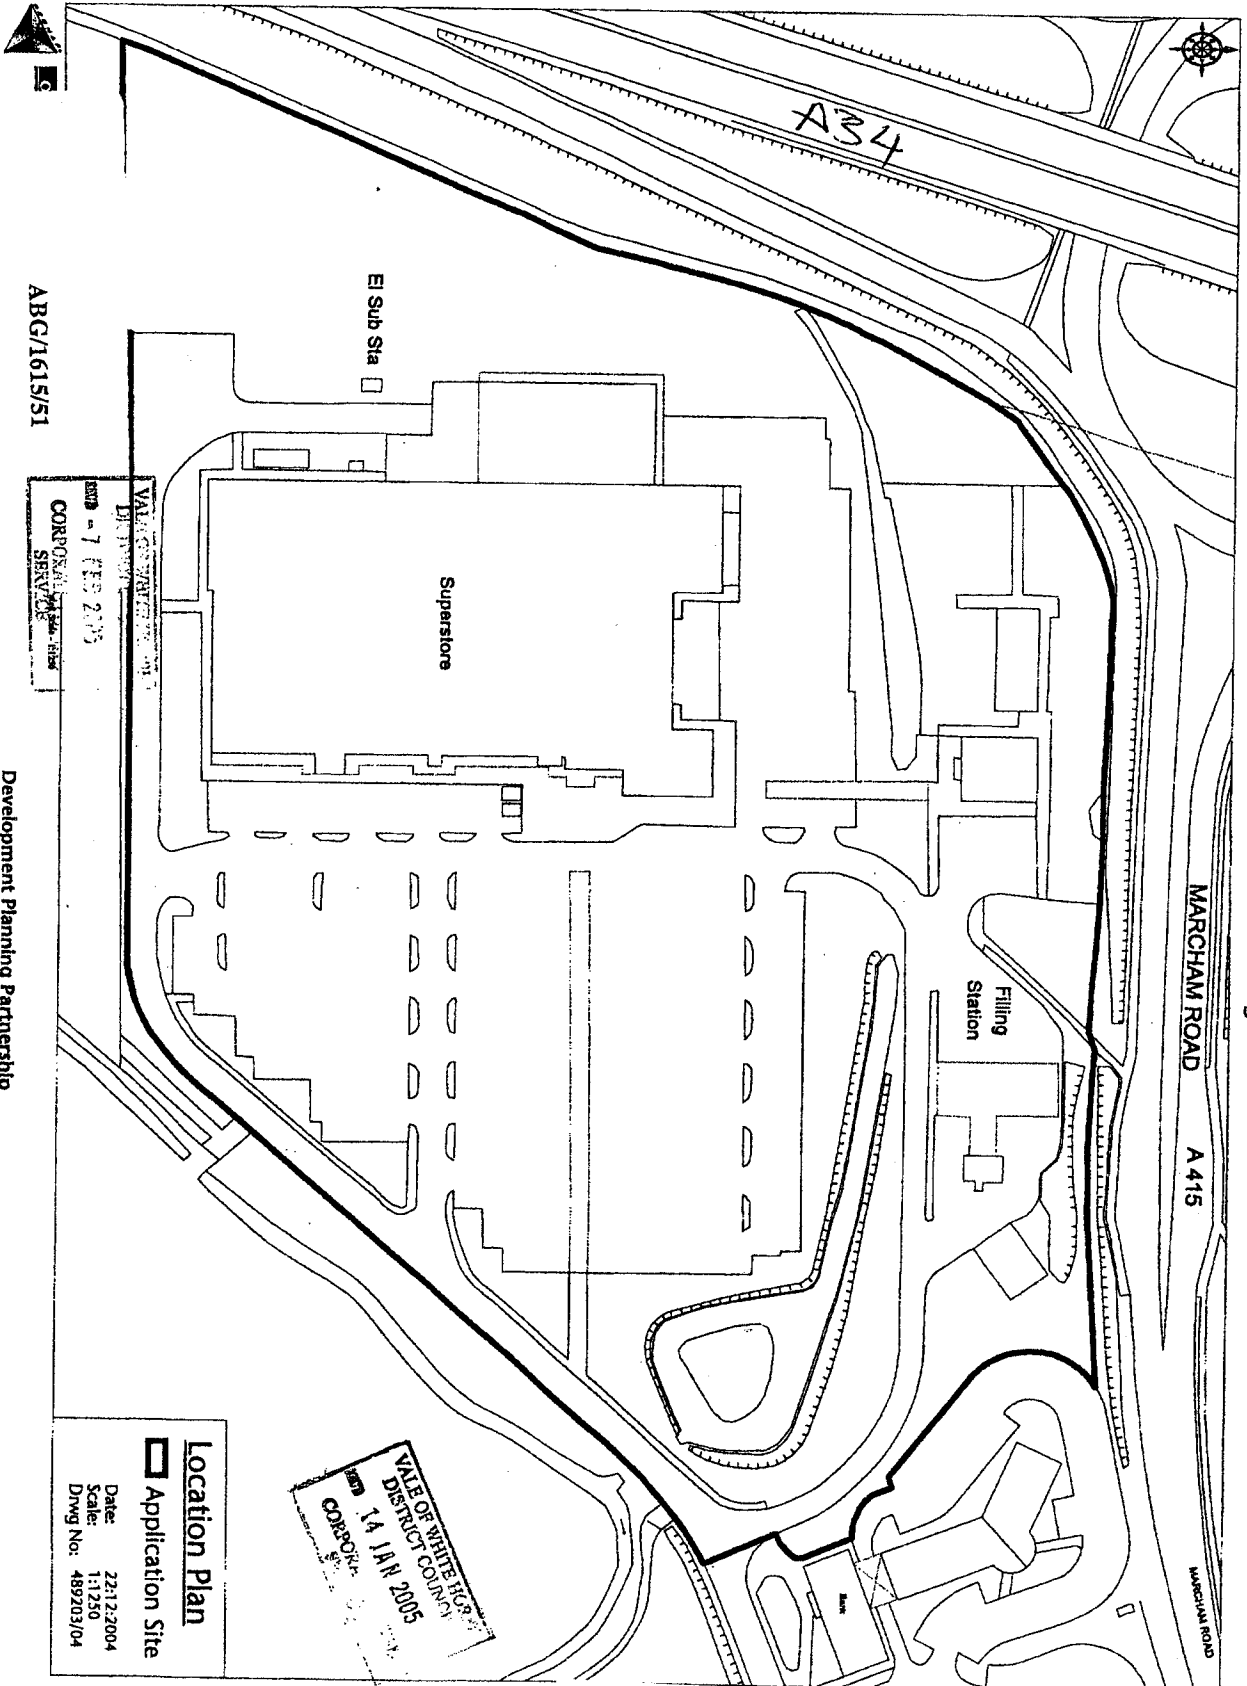 A34
MARCHAM ROAD A 415
MARCHAM ROAD
El Sub Sta
Superstore
Filling
Station
Bank
ABG/1615/51
CORPORATE
SERVICE
VALE OF WHITE HORSE
DISTRICT COUNCIL
14 JAN 2005
Location Plan
Application Site
Date: 22:12:2004
Scale: 1:1250
Drwg No: 489203/04
Development Planning Partnership